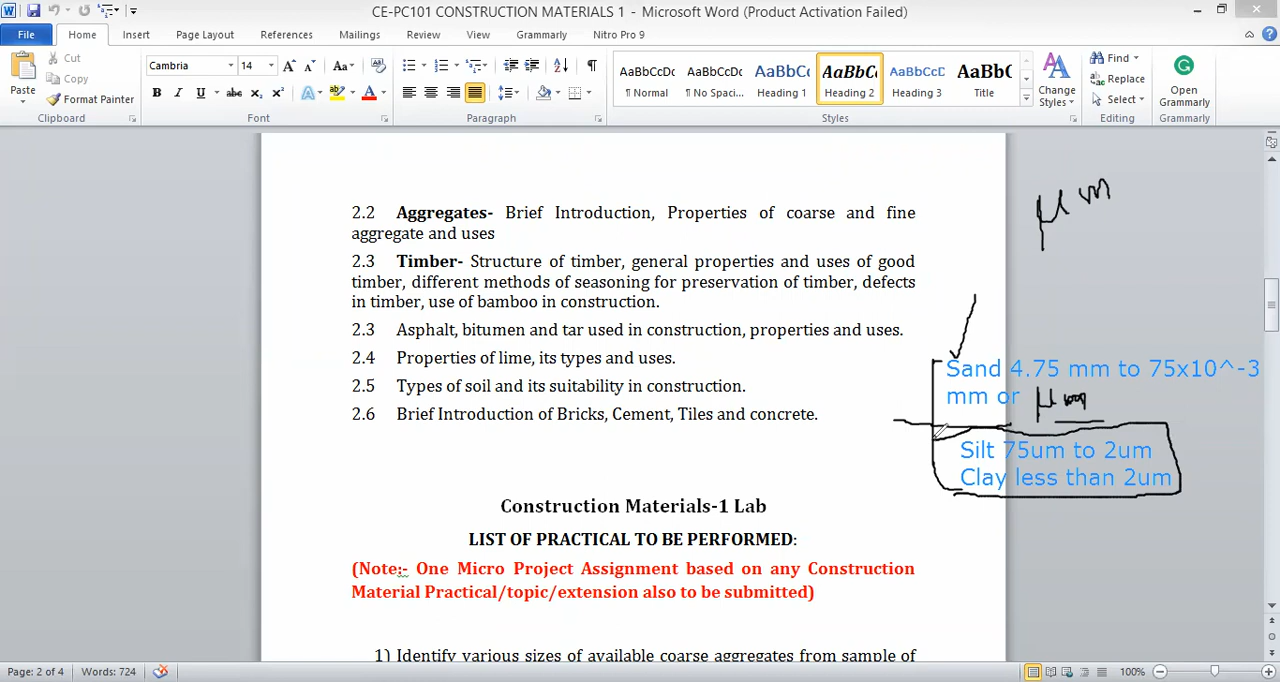 CE-PC101 CONSTRUCTION MATERIALS 1 - Microsoft Word (Product Activation Failed)
File Home Insert Page Layout References Mailings Review View Grammarly Nitro Pro 9
Paste Cut Copy Format Painter Clipboard
Cambria 14 Font
Paragraph
AaBbCcDc ¶ Normal AaBbCcDc ¶ No Spaci... AaBbCc Heading 1 AaBbCc Heading 2 AaBbCcD Heading 3 AaBbC Title Change Styles Styles
Find Replace Select Editing
Open Grammarly Grammarly
2.2 Aggregates- Brief Introduction, Properties of coarse and fine
aggregate and uses
2.3 Timber- Structure of timber, general properties and uses of good
timber, different methods of seasoning for preservation of timber, defects
in timber, use of bamboo in construction.
2.3 Asphalt, bitumen and tar used in construction, properties and uses.
2.4 Properties of lime, its types and uses.
2.5 Types of soil and its suitability in construction.
2.6 Brief Introduction of Bricks, Cement, Tiles and concrete.
Construction Materials-1 Lab
LIST OF PRACTICAL TO BE PERFORMED:
(Note:- One Micro Project Assignment based on any Construction
Material Practical/topic/extension also to be submitted)
1) Identify various sizes of available coarse aggregates from sample of
μm
Sand 4.75 mm to 75x10^-3
mm or μm
Silt 75um to 2um
Clay less than 2um
Page: 2 of 4 Words: 724 100%